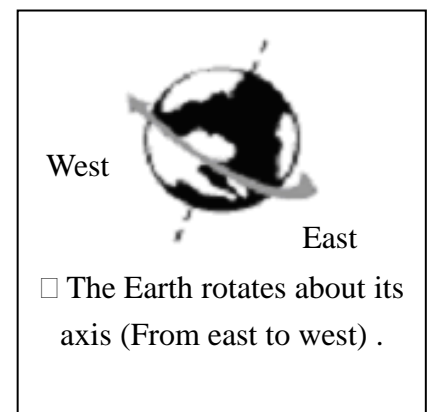 West
East
□ The Earth rotates about its
axis (From east to west) .